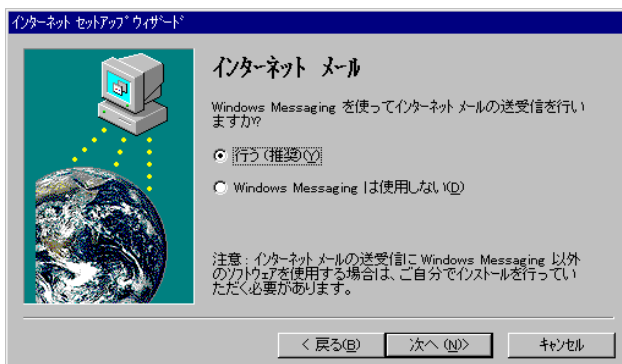 インターネット セットアップ ウィザード
インターネット メール
Windows Messaging を使ってインターネット メールの送受信を行い
ますか?
行う(推奨)(Y)
Windows Messaging は使用しない(D)
注意 : インターネット メールの送受信に Windows Messaging 以外
のソフトウェアを使用する場合は、ご自分でインストールを行ってい
ただく必要があります。
< 戻る(B)
次へ (N)>
キャンセル